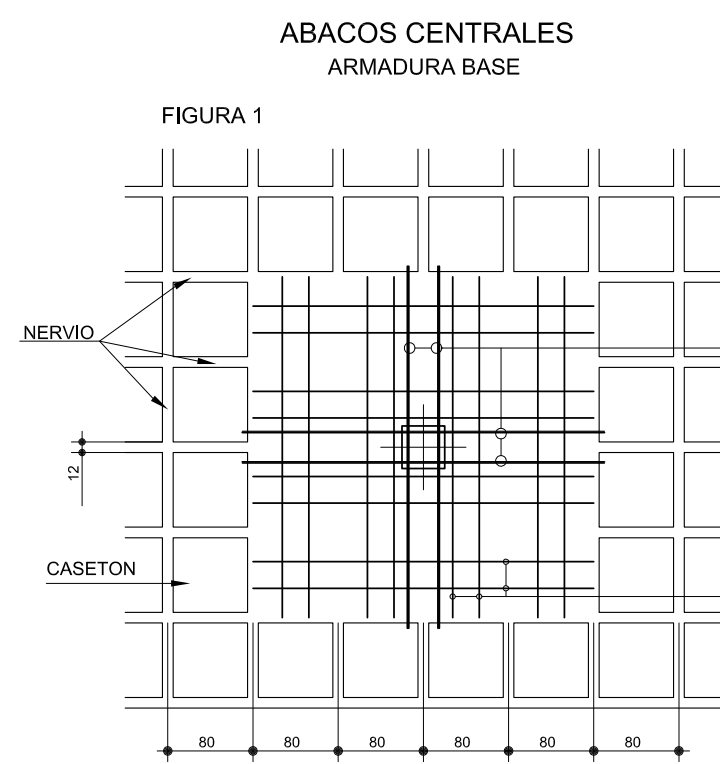 ABACOS CENTRALES
ARMADURA BASE
FIGURA 1
NERVIO
12
CASETON
80 80 80 80 80 80